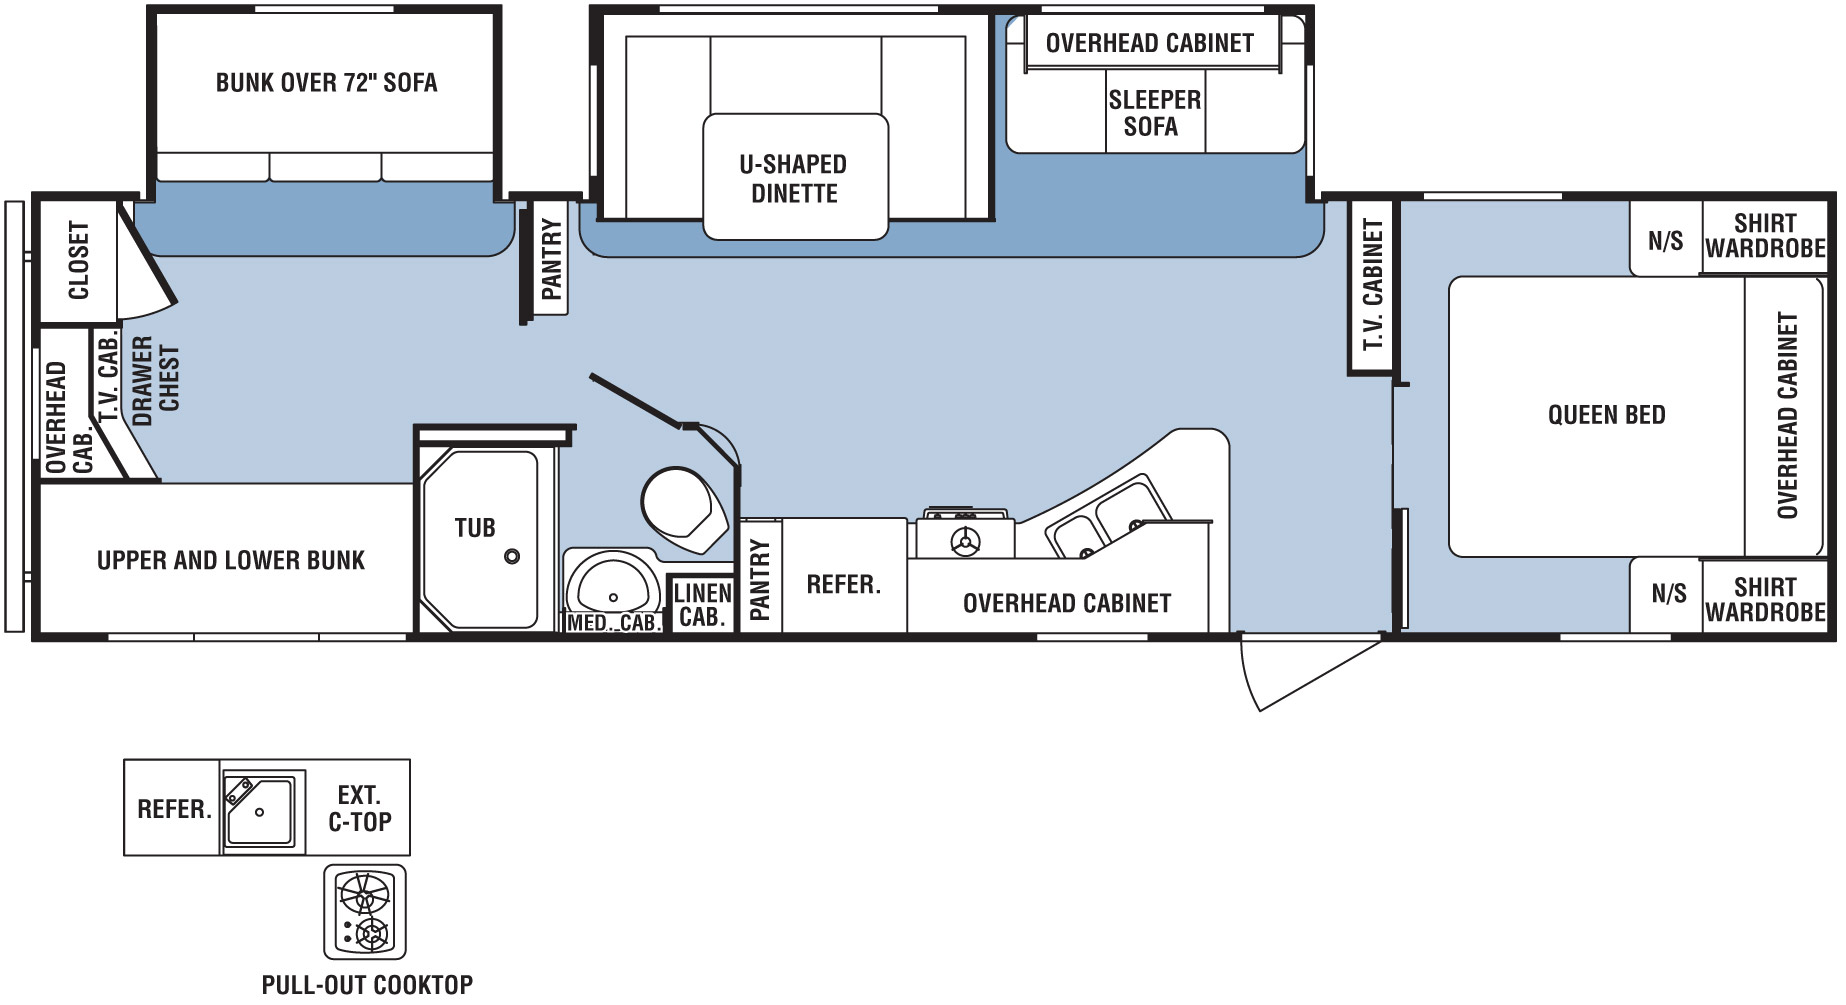 BUNK OVER 72" SOFA
OVERHEAD CABINET
SLEEPER
SOFA
U-SHAPED
DINETTE
CLOSET
PANTRY
T.V. CABINET
N/S
SHIRT
WARDROBE
OVERHEAD
CAB.
T.V. CAB.
DRAWER
CHEST
QUEEN BED
OVERHEAD CABINET
UPPER AND LOWER BUNK
TUB
MED. CAB.
LINEN
CAB.
PANTRY
REFER.
OVERHEAD CABINET
N/S
SHIRT
WARDROBE
REFER.
EXT.
C-TOP
PULL-OUT COOKTOP